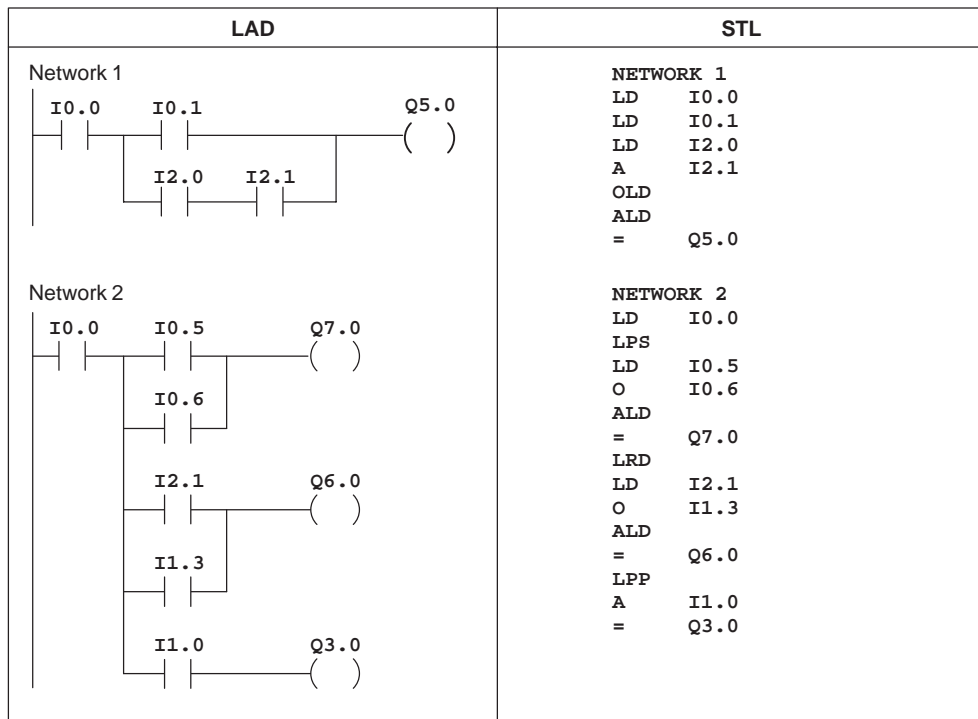 LAD STL
Network 1
I0.0 I0.1 Q5.0
I2.0 I2.1
NETWORK 1
LD I0.0
LD I0.1
LD I2.0
A I2.1
OLD
ALD
= Q5.0
Network 2
I0.0 I0.5 Q7.0
I0.6
I2.1 Q6.0
I1.3
I1.0 Q3.0
NETWORK 2
LD I0.0
LPS
LD I0.5
O I0.6
ALD
= Q7.0
LRD
LD I2.1
O I1.3
ALD
= Q6.0
LPP
A I1.0
= Q3.0